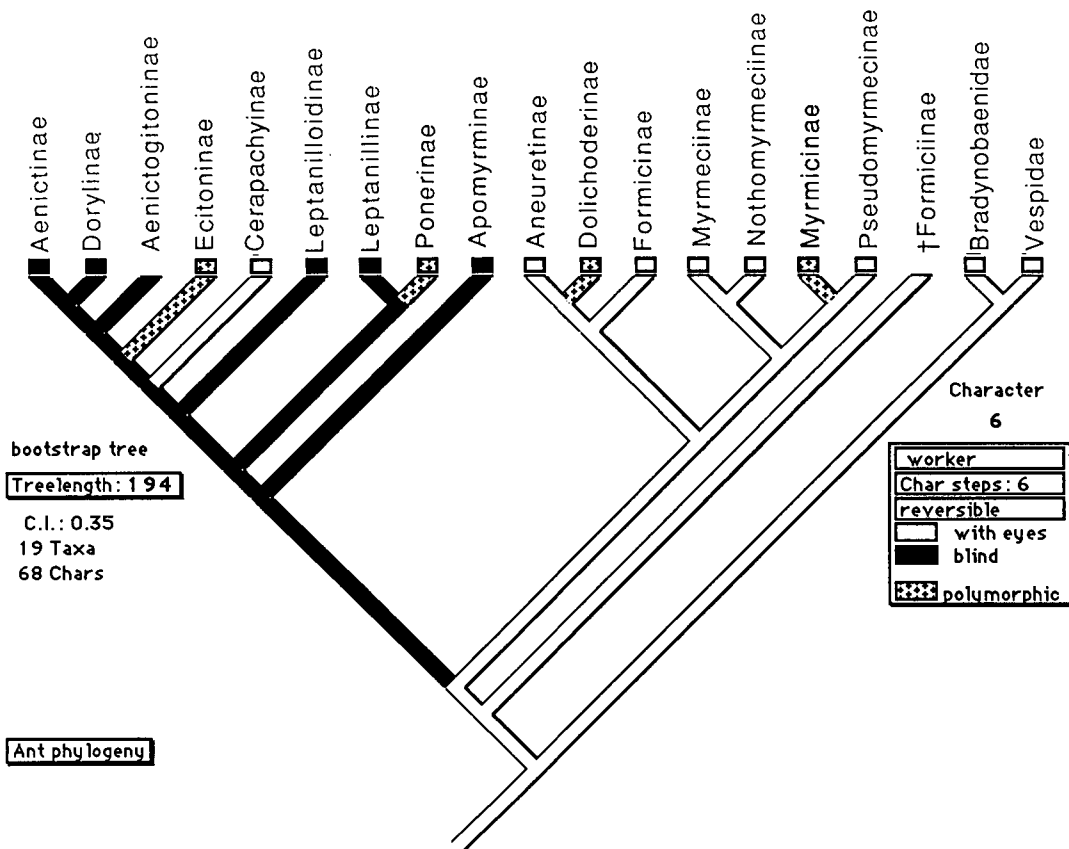 Aenictinae
Dorylinae
Aenictogitoninae
Ecitoninae
Cerapachyinae
Leptanilloidinae
Leptanillinae
Ponerinae
Apomyrminae
Aneuretinae
Dolichoderinae
Formicinae
Myrmeciinae
Nothomyrmeciinae
Myrmicinae
Pseudomyrmecinae
†Formiciinae
Bradynobaenidae
Vespidae
bootstrap tree
Treelength: 194
C.I.: 0.35
19 Taxa
68 Chars
Ant phylogeny
Character
6
worker
Char steps: 6
reversible
with eyes
blind
polymorphic